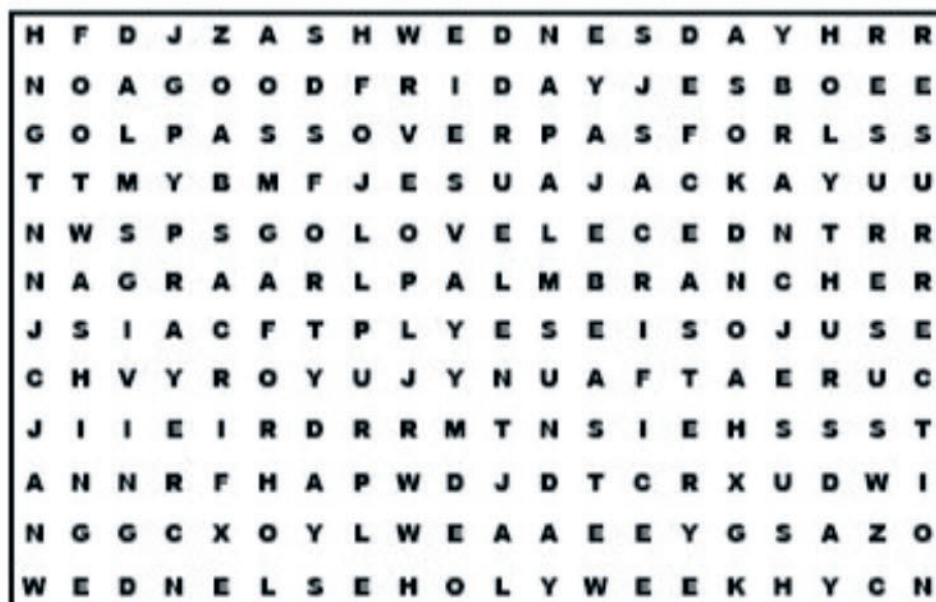 H F D J Z A S H W E D N E S D A Y H R R
N O A G O O D F R I D A Y J E S B O E E
G O L P A S S O V E R P A S F O R L S S
T T M Y B M F J E S U A J A C K A Y U U
N W S P S G O L O V E L E C E D N T R R
N A G R A A R L P A L M B R A N C H E R
J S I A C F T P L Y E S E I S O J U S E
C H V Y R O Y U J Y N U A F T A E R U C
J I I E I R D R R M T N S I E H S S S T
A N N R F H A P W D J D T C R X U D W I
N G G C X O Y L W E A A E E Y G S A Z O
W E D N E L S E H O L Y W E E K H Y C N